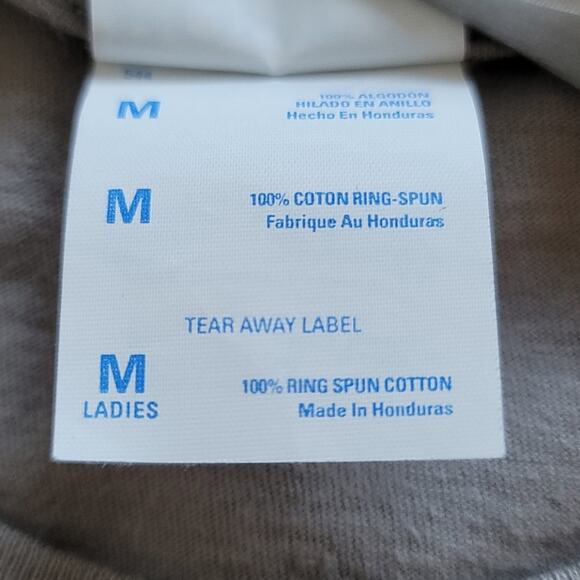 M
100% ALGODÓN
HILADO EN ANILLO
Hecho En Honduras
M
100% COTON RING-SPUN
Fabrique Au Honduras
TEAR AWAY LABEL
M
LADIES
100% RING SPUN COTTON
Made In Honduras